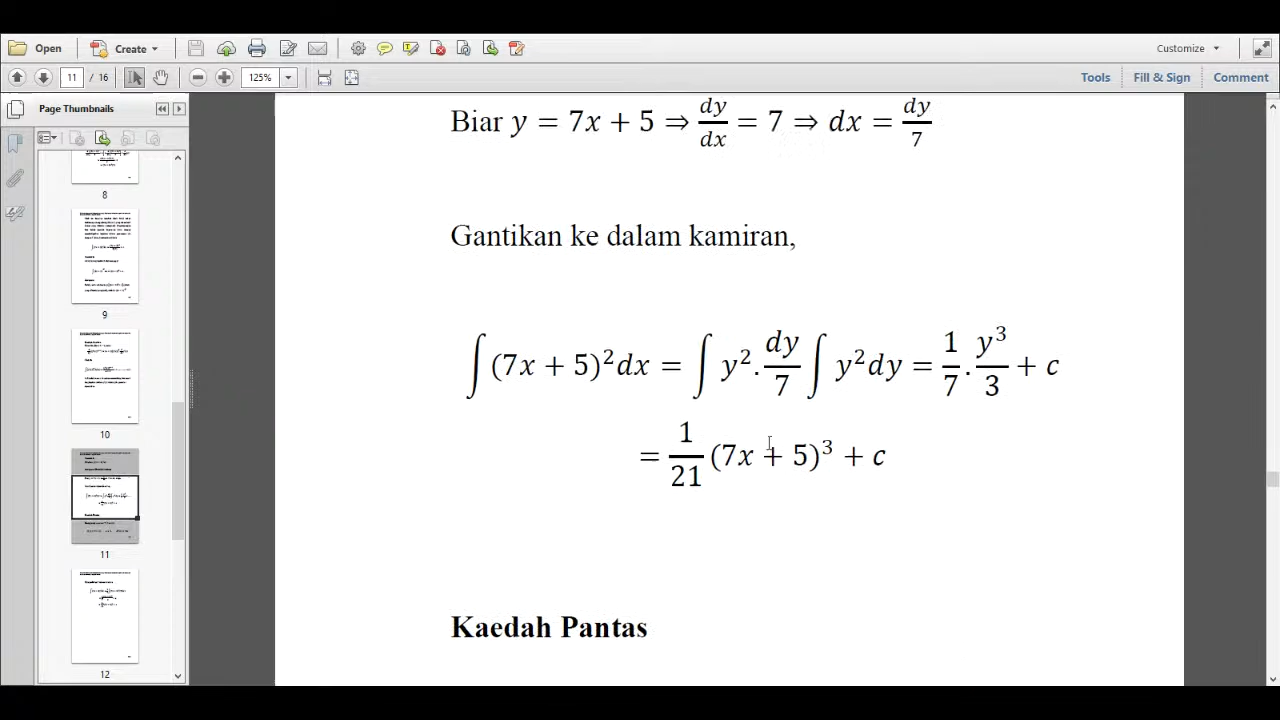 Open Create Customize
11 / 16 125% Tools Fill & Sign Comment
Page Thumbnails
8
9
10
11
12
Biar y = 7x + 5 ⇒ dy/dx = 7 ⇒ dx = dy/7
Gantikan ke dalam kamiran,
∫(7x + 5)²dx = ∫y².dy/7 ∫y²dy = 1/7.y³/3 + c
= 1/21 (7x + 5)³ + c
Kaedah Pantas